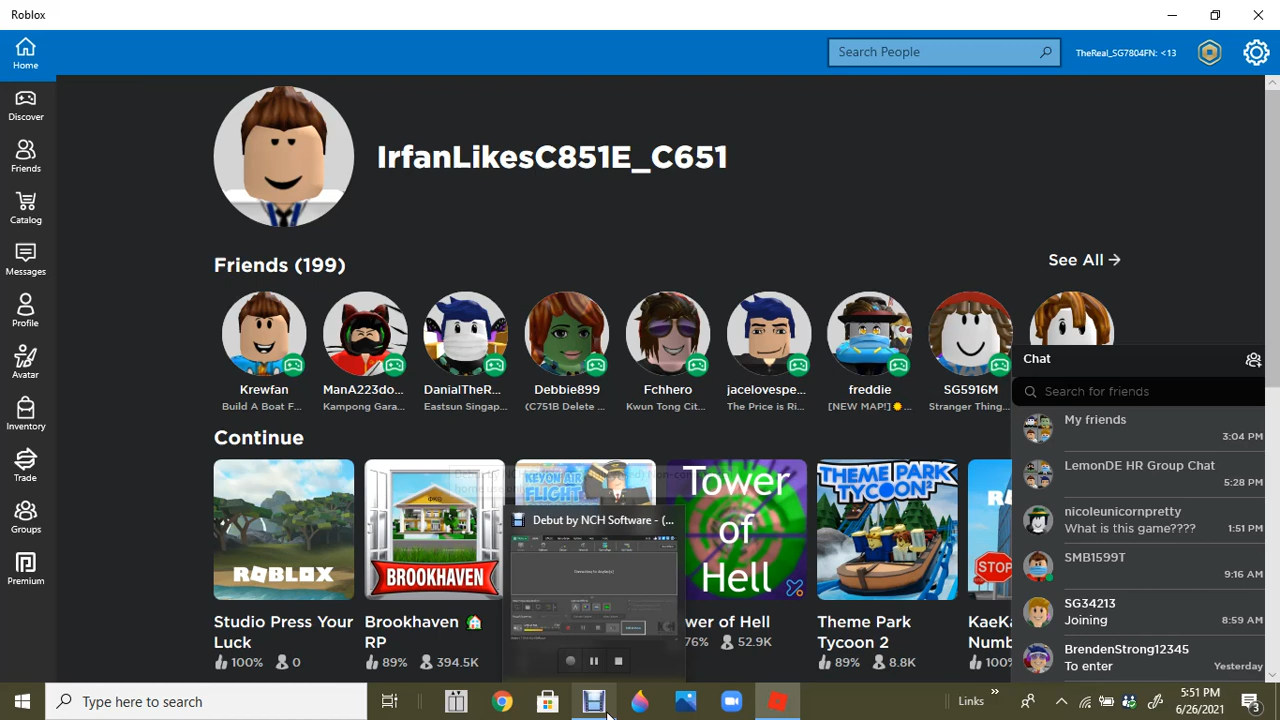 Roblox
Home
Search People
TheReal_SG7804FN: <13
Discover
Friends
Catalog
Messages
Profile
Avatar
Inventory
Trade
Groups
Premium
IrfanLikesC851E_C651
Friends (199)
See All
Krewfan
ManA223do...
DanialTheR...
Debbie899
Fchhero
jacelovespe...
freddie
SG5916M
Build A Boat F...
Kampong Gara...
Eastsun Singap...
(C751B Delete ...
Kwun Tong Cit...
The Price is Ri...
[NEW MAP!]
Stranger Thing...
Continue
ROBLOX
BROOKHAVEN
KEYON AIR
FLIGHT
Tower
of
Hell
THEME PARK
TYCOON 2
STOP
Studio Press Your
Luck
100% 0
Brookhaven
RP
89% 394.5K
Debut by NCH Software - (...
ower of Hell
76% 52.9K
Theme Park
Tycoon 2
89% 8.8K
KaeKa
Numb
100%
Chat
Search for friends
My friends
3:04 PM
LemonDE HR Group Chat
5:28 PM
nicoleunicornpretty
What is this game???? 1:51 PM
SMB1599T
9:16 AM
SG34213
Joining 8:59 AM
BrendenStrong12345
To enter Yesterday
Type here to search
Links
5:51 PM
6/26/2021
3